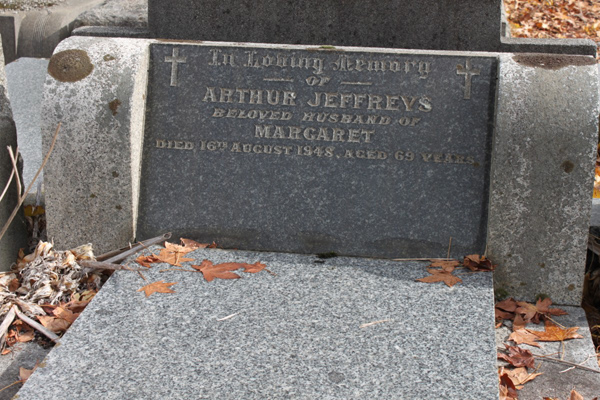 In Loving Memory
OF
ARTHUR JEFFREYS
BELOVED HUSBAND OF
MARGARET
DIED 16TH AUGUST 1948, AGED 69 YEARS.